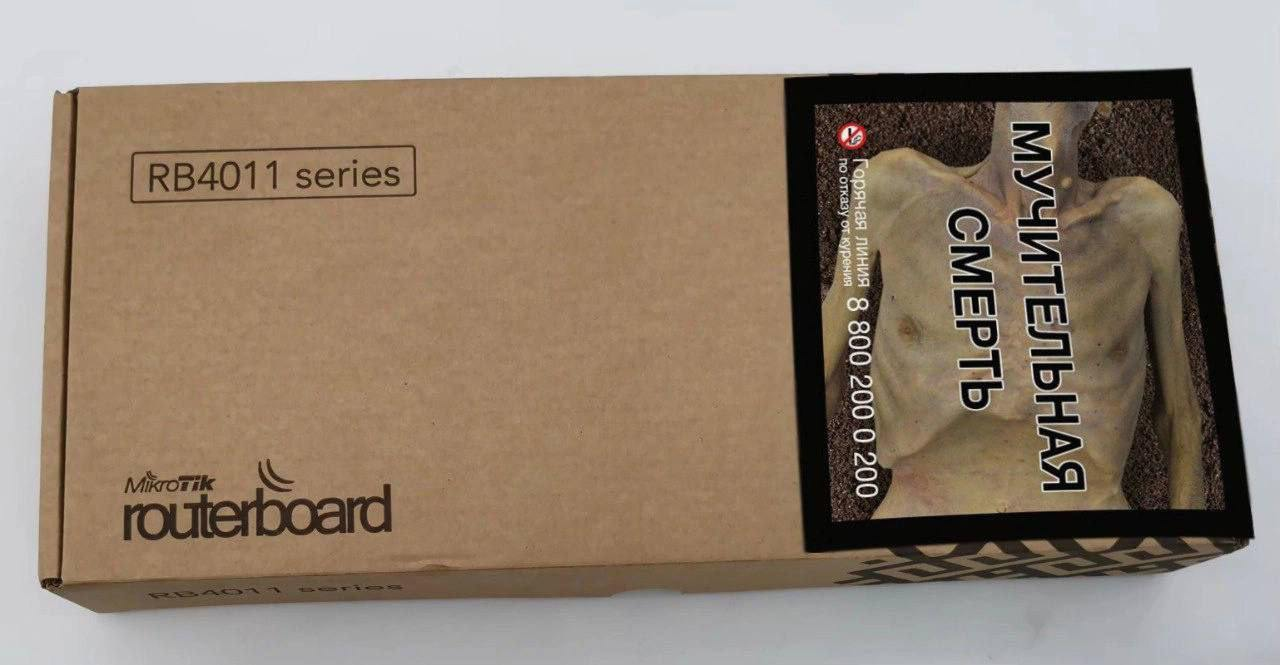 RB4011 series
MikroTik
routerboard
RB4011 series
МУЧИТЕЛЬНАЯ
СМЕРТЬ
Горячая линия
по отказу от курения
8 800 200 0 200